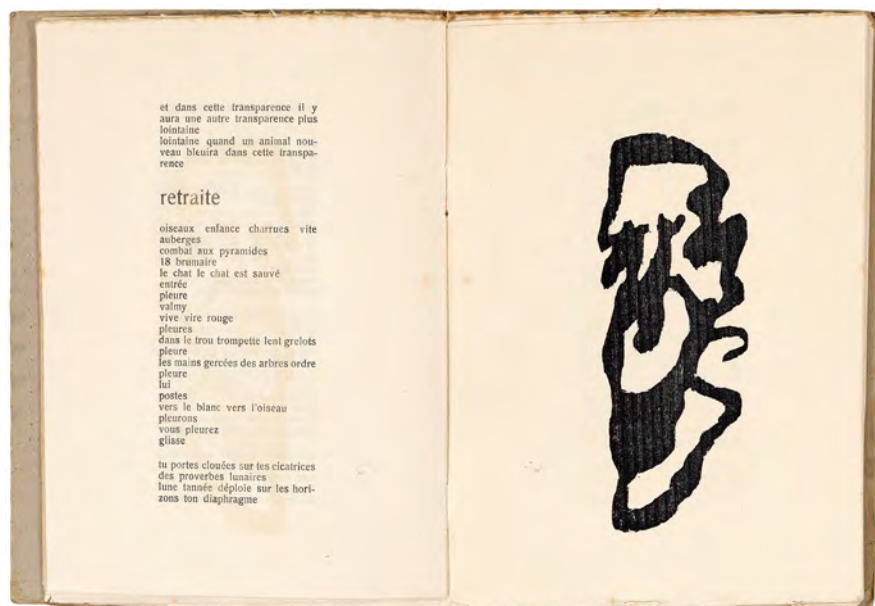 et dans cette transparence il y
aura une autre transparence plus
lointaine
lointaine quand un animal nou-
veau bleuira dans cette transpa-
rence
retraite
oiseaux enfance charrues vite
auberges
combat aux pyramides
18 brumaire
le chat le chat est sauvé
entrée
pleure
valmy
vive vire rouge
pleures
dans le trou trompette lent grelots
pleure
les mains gercées des arbres ordre
pleure
lui
postes
vers le blanc vers l'oiseau
pleurons
vous pleurez
glisse
tu portes clouées sur tes cicatrices
des proverbes lunaires
lune tannée déploie sur les hori-
zons ton diaphragme